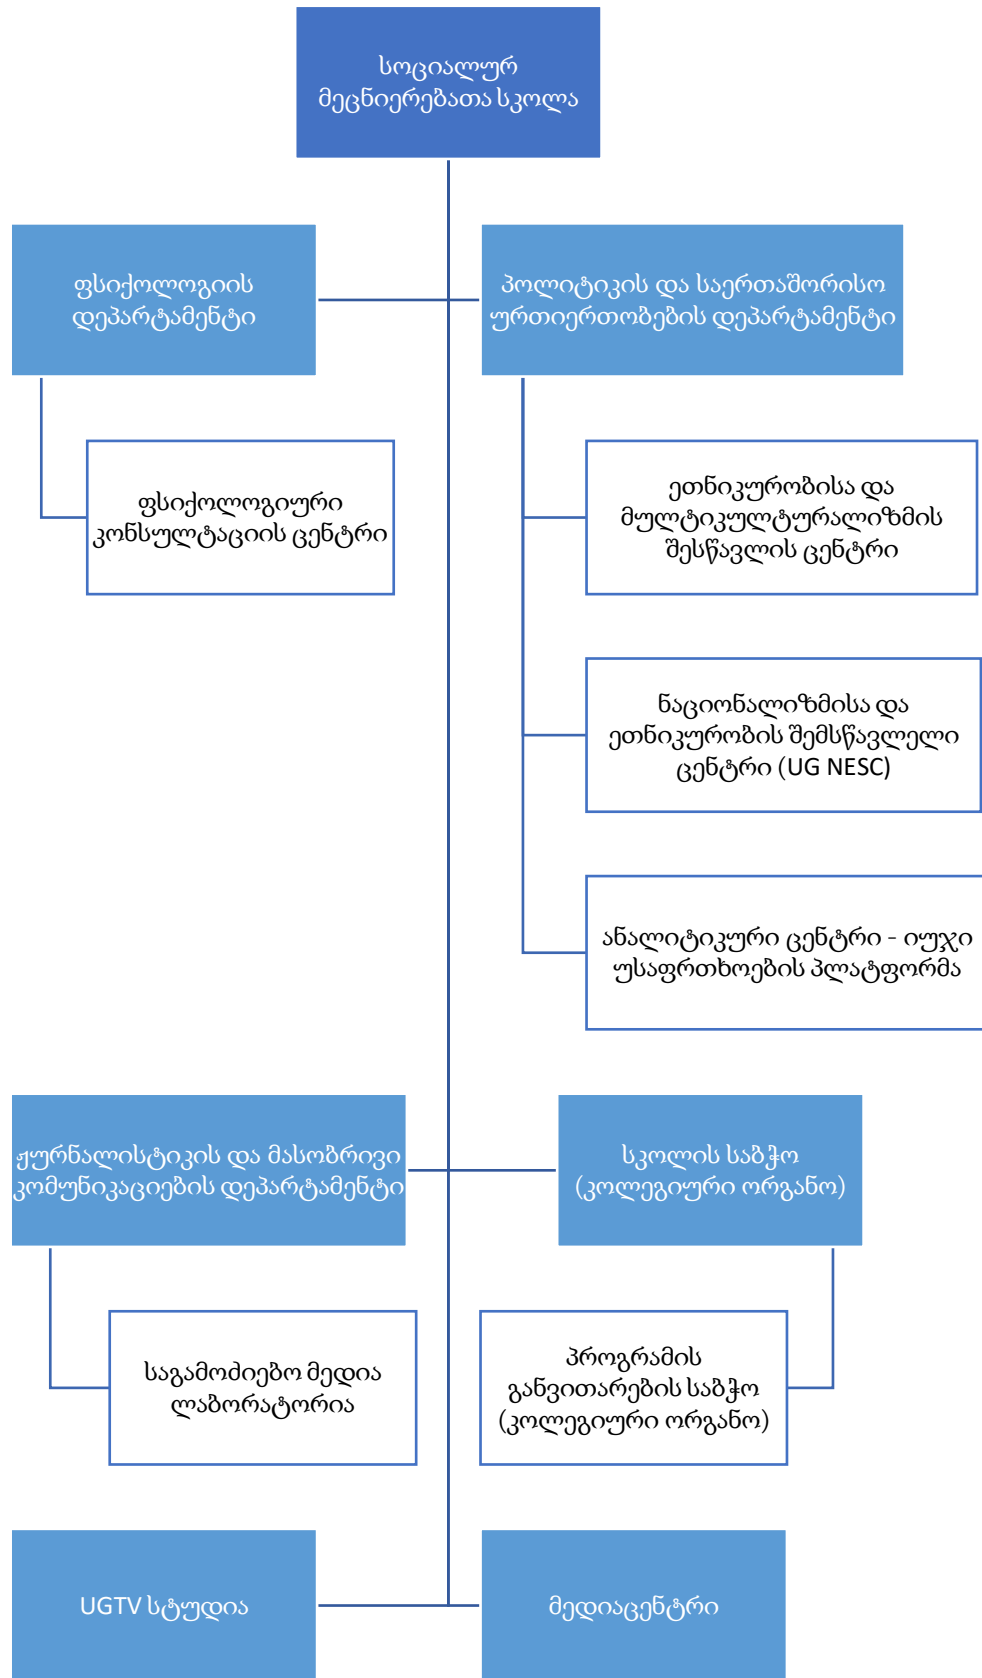 სოციალურ
მეცნიერებათა სკოლა
ფსიქოლოგიის
დეპარტამენტი
პოლიტიკის და საერთაშორისო
ურთიერთობების დეპარტამენტი
ფსიქოლოგიური
კონსულტაციის ცენტრი
ეთნიკურობისა და
მულტიკულტურალიზმის
შესწავლის ცენტრი
ნაციონალიზმისა და
ეთნიკურობის შემსწავლელი
ცენტრი (UG NESC)
ანალიტიკური ცენტრი - იუჯი
უსაფრთხოების პლატფორმა
ჟურნალისტიკის და მასობრივი
კომუნიკაციების დეპარტამენტი
სკოლის საბჭო
(კოლეგიური ორგანო)
საგამოძიებო მედია
ლაბორატორია
პროგრამის
განვითარების საბჭო
(კოლეგიური ორგანო)
UGTV სტუდია
მედიაცენტრი